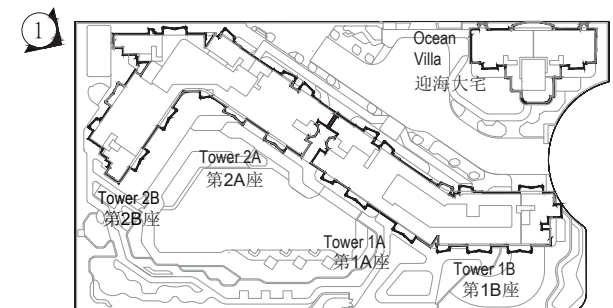 1
Ocean
Villa
迎海大宅
Tower 2A
第2A座
Tower 2B
第2B座
Tower 1A
第1A座
Tower 1B
第1B座